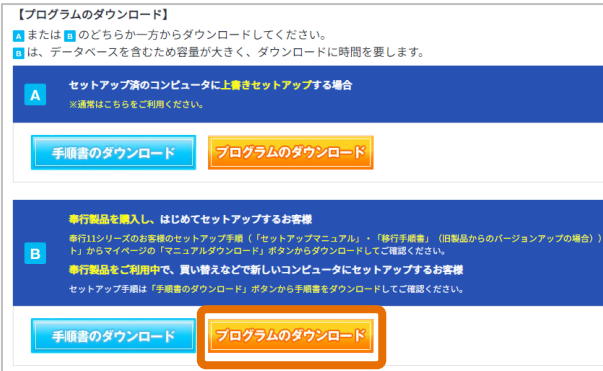 【プログラムのダウンロード】
A または B のどちらか一方からダウンロードしてください。
B は、データベースを含むため容量が大きく、ダウンロードに時間を要します。
A
セットアップ済のコンピュータに上書きセットアップする場合
※通常はこちらをご利用ください。
手順書のダウンロード
プログラムのダウンロード
B
奉行製品を購入し、はじめてセットアップするお客様
奉行11シリーズのお客様のセットアップ手順（「セットアップマニュアル」・「移行手順書」（旧製品からのバージョンアップの場合））
ト」からマイページの「マニュアルダウンロード」ボタンからダウンロードしてご確認ください。
奉行製品をご利用中で、買い替えなどで新しいコンピュータにセットアップするお客様
セットアップ手順は「手順書のダウンロード」ボタンから手順書をダウンロードしてご確認ください。
手順書のダウンロード
プログラムのダウンロード